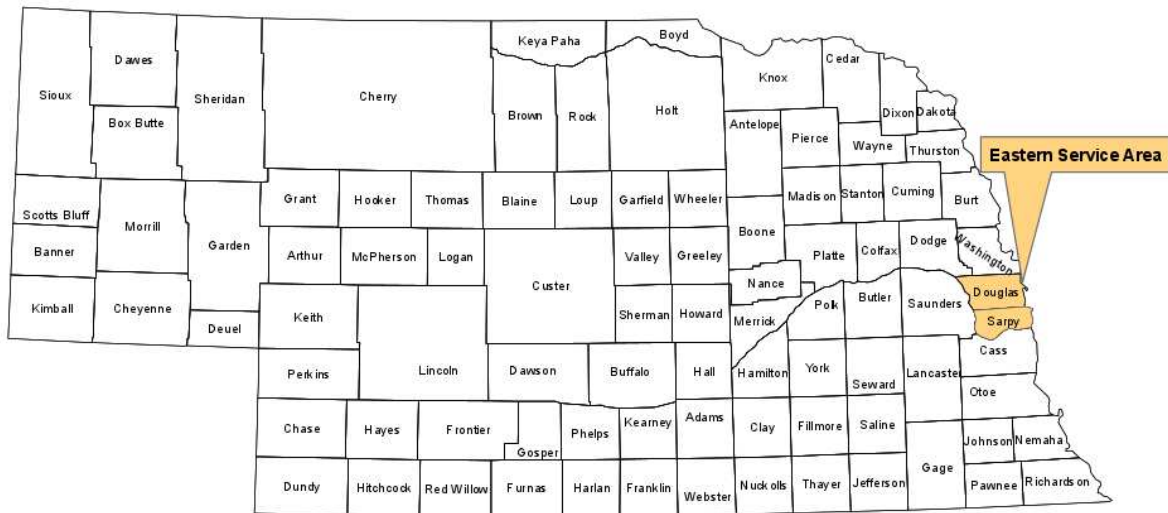 Keya Paha
Boyd
Dawes
Sioux
Sheridan
Cherry
Box Butte
Brown
Rock
Holt
Knox
Cedar
Dixon
Dakota
Antelope
Pierce
Wayne
Thurston
Eastern Service Area
Scotts Bluff
Morrill
Garden
Grant
Hooker
Thomas
Blaine
Loup
Garfield
Wheeler
Madison
Stanton
Cuming
Burt
Banner
Arthur
McPherson
Logan
Custer
Valley
Greeley
Boone
Platte
Colfax
Dodge
Washington
Kimball
Cheyenne
Deuel
Keith
Sherman
Howard
Nance
Merrick
Polk
Butler
Saunders
Douglas
Sarpy
Perkins
Lincoln
Dawson
Buffalo
Hall
Hamilton
York
Seward
Lancaster
Cass
Otoe
Chase
Hayes
Frontier
Gosper
Phelps
Kearney
Adams
Clay
Fillmore
Saline
Johnson
Nemaha
Gage
Dundy
Hitchcock
Red Willow
Furnas
Harlan
Franklin
Webster
Nuckolls
Thayer
Jefferson
Pawnee
Richardson